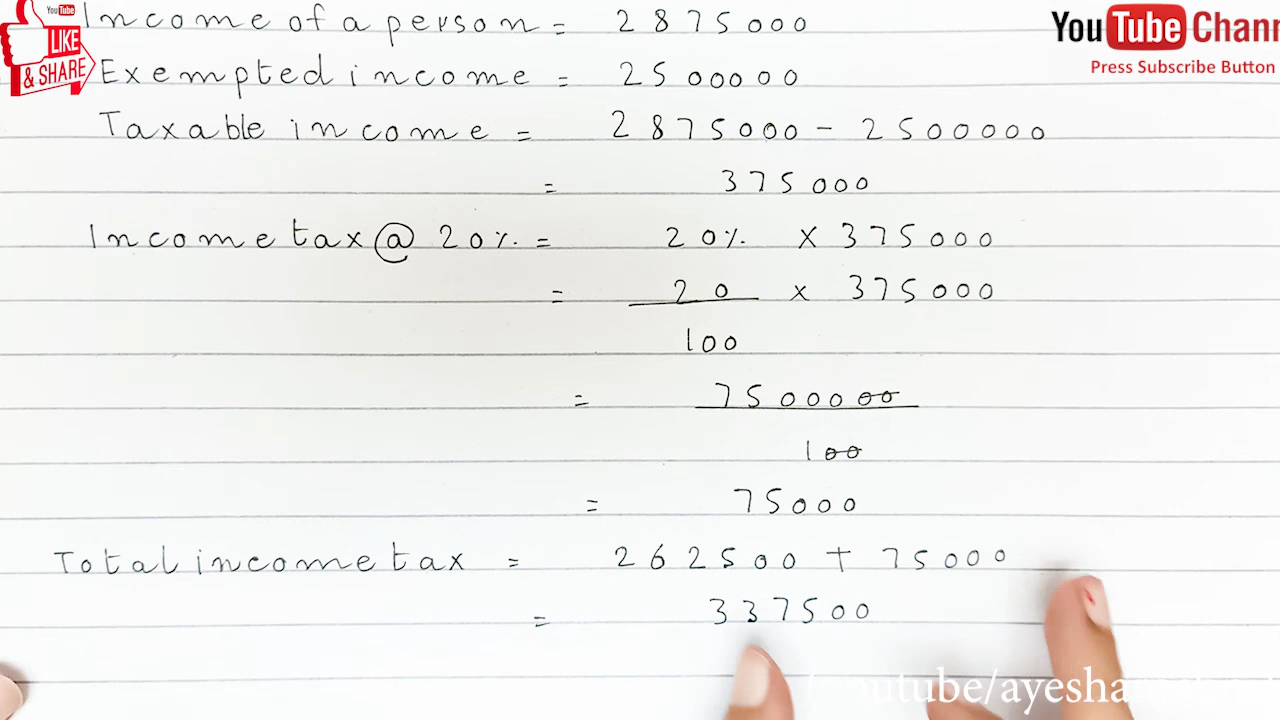 YouTube
LIKE
& SHARE
YouTube Chann
Press Subscribe Button
Income of a person = 2875000
Exempted income = 2500000
Taxable income = 2875000 - 2500000
= 375000
Income tax @ 20% = 20% x 375000
= 20 x 375000
100
= 7500000
100
= 75000
Total income tax = 262500 + 75000
= 337500